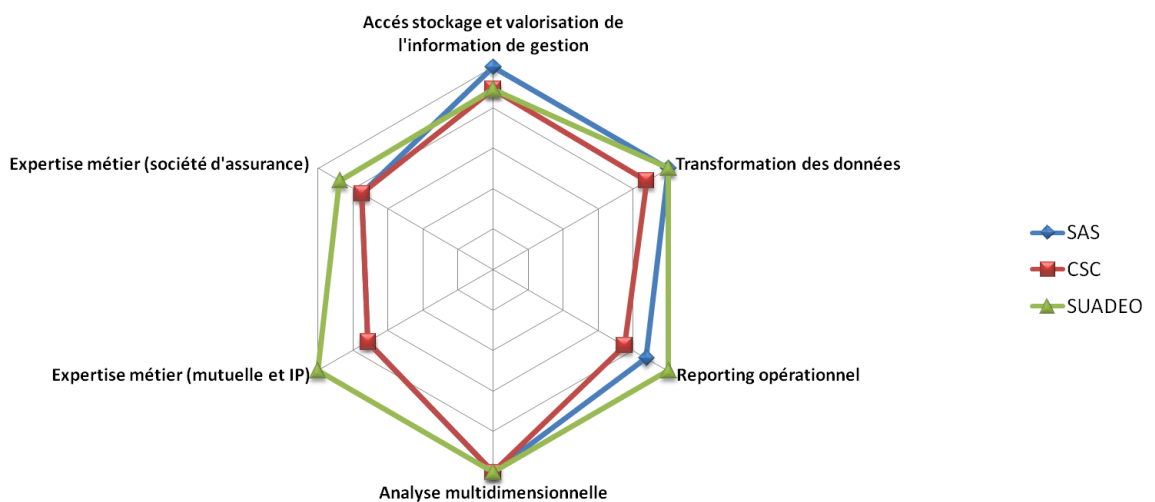 Accés stockage et valorisation de
l'information de gestion
Expertise métier (société d'assurance)
Transformation des données
SAS
CSC
SUADEO
Expertise métier (mutuelle et IP)
Reporting opérationnel
Analyse multidimensionnelle